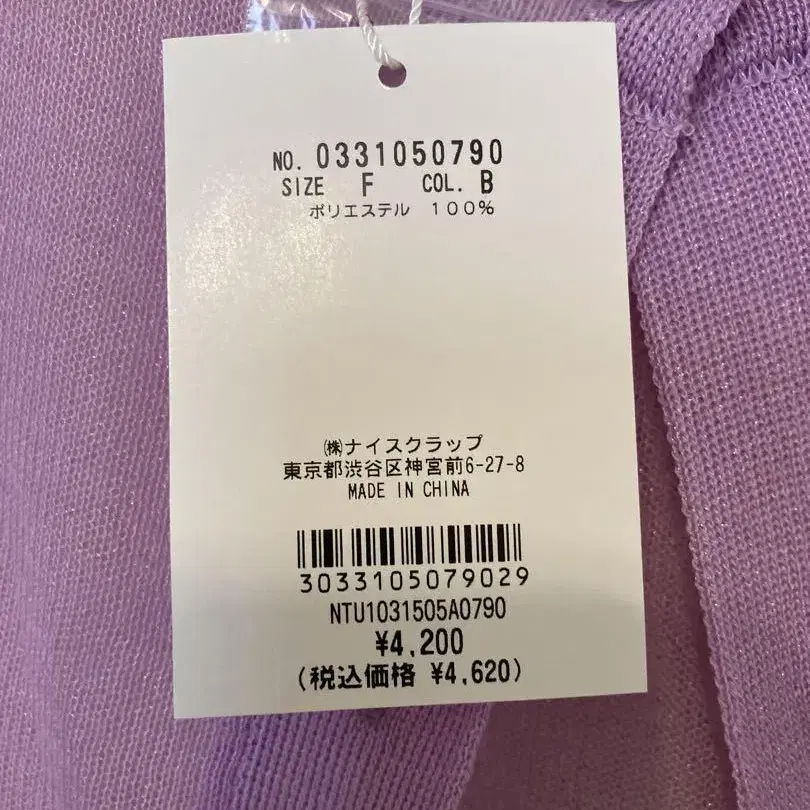 NO. 0331050790
SIZE F COL. B
ポリエステル 100%
㈱ナイスクラップ
東京都渋谷区神宮前6-27-8
MADE IN CHINA
3033105079029
NTU1031505A0790
¥4,200
(税込価格 ¥4,620)